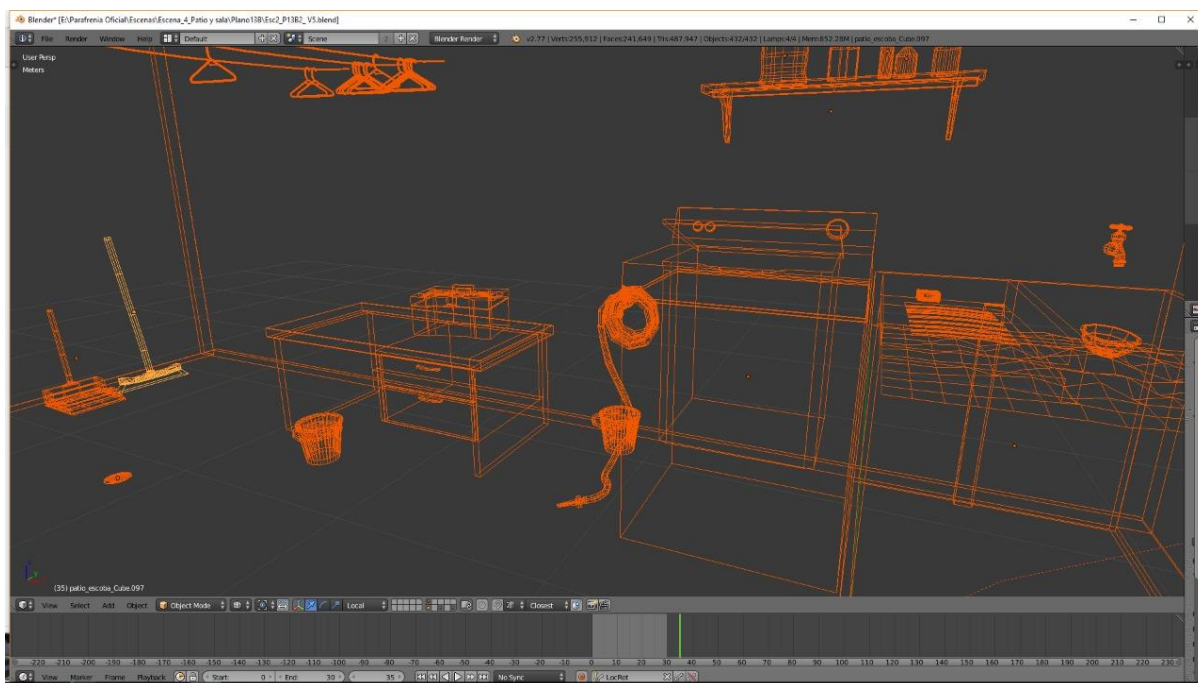 Blender* [E:\Parafrenia Oficial\Escenas\Escena_4_Patio y sala\Plano13B\Esc2_P13B2_ V5.blend]
File Render Window Help Default Scene 2 Blender Render v2.77 | Verts:255,912 | Faces:241,649 | Tris:487,947 | Objects:432/432 | Lamps:4/4 | Mem:852.28M | patio_escoba_Cube.097
User Persp
Meters
(35) patio_escoba_Cube.097
View Select Add Object Object Mode Local Closest
-220 -210 -200 -190 -180 -170 -160 -150 -140 -130 -120 -110 -100 -90 -80 -70 -60 -50 -40 -30 -20 -10 0 10 20 30 40 50 60 70 80 90 100 110 120 130 140 150 160 170 180 190 200 210 220 230
View Marker Frame Playback Start: 0 End: 30 35 No Sync LocRot